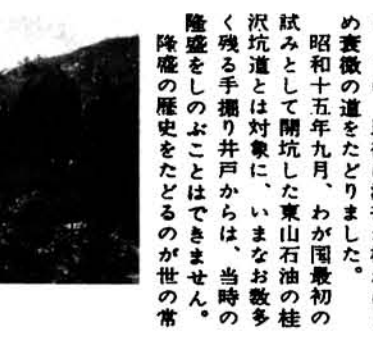 め衰微の道をたどりました。
昭和十五年九月、わが国最初の
試みとして開坑した東山石油の桂
沢坑道とは対象に、いまなお数多
く残る手掘り井戸からは、当時の
隆盛をしのぶことはできません。
隆盛の歴史をたどるのが世の常